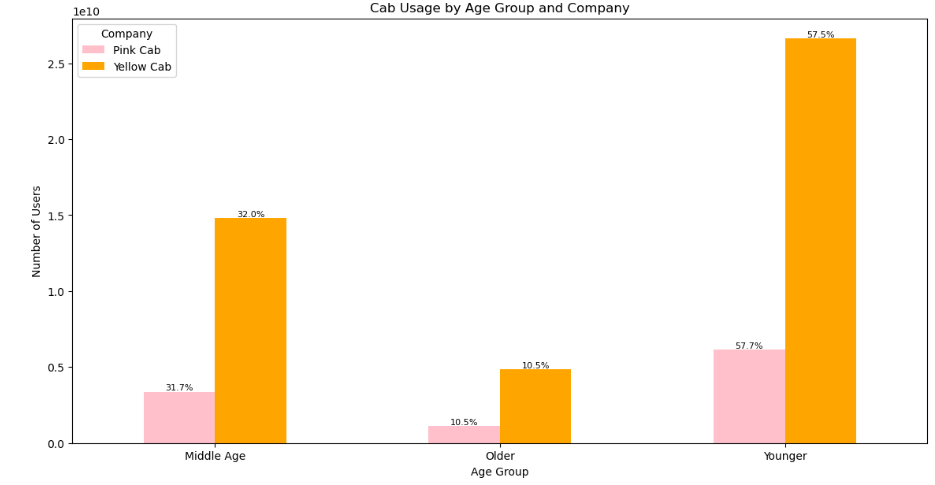 Cab Usage by Age Group and Company
1e10
Company
Pink Cab
Yellow Cab
Number of Users
2.5
2.0
1.5
1.0
0.5
0.0
31.7%
32.0%
10.5%
10.5%
57.7%
57.5%
Middle Age
Older
Younger
Age Group